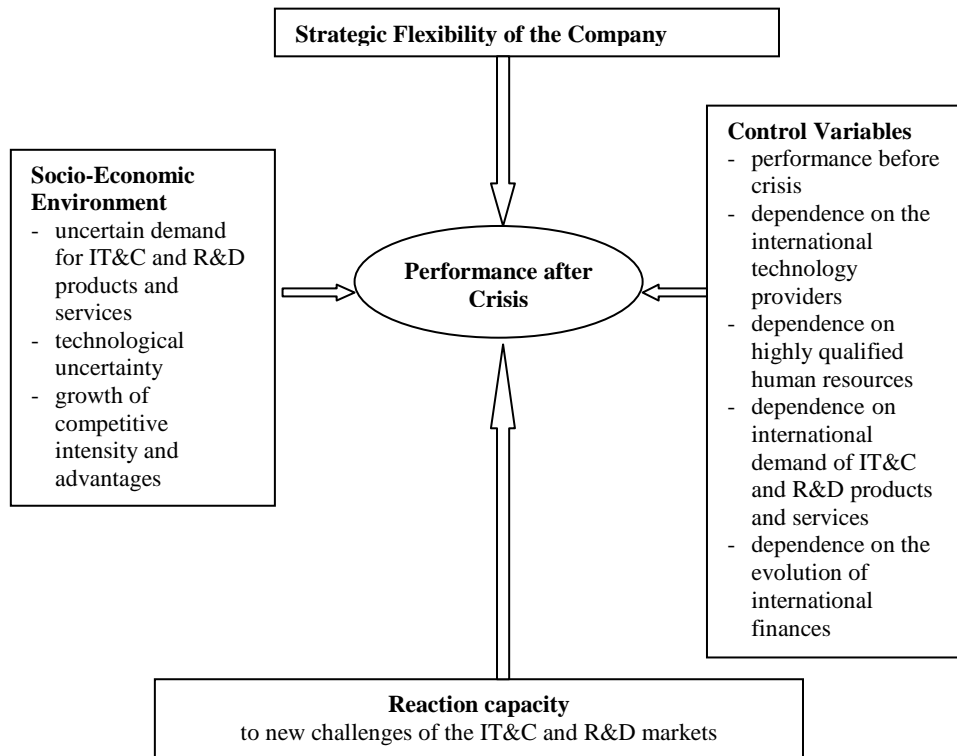 Strategic Flexibility of the Company
Socio-Economic
Environment
- uncertain demand
for IT&C and R&D
products and
services
- technological
uncertainty
- growth of
competitive
intensity and
advantages
Performance after
Crisis
Control Variables
- performance before
crisis
- dependence on the
international
technology
providers
- dependence on
highly qualified
human resources
- dependence on
international
demand of IT&C
and R&D products
and services
- dependence on the
evolution of
international
finances
Reaction capacity
to new challenges of the IT&C and R&D markets